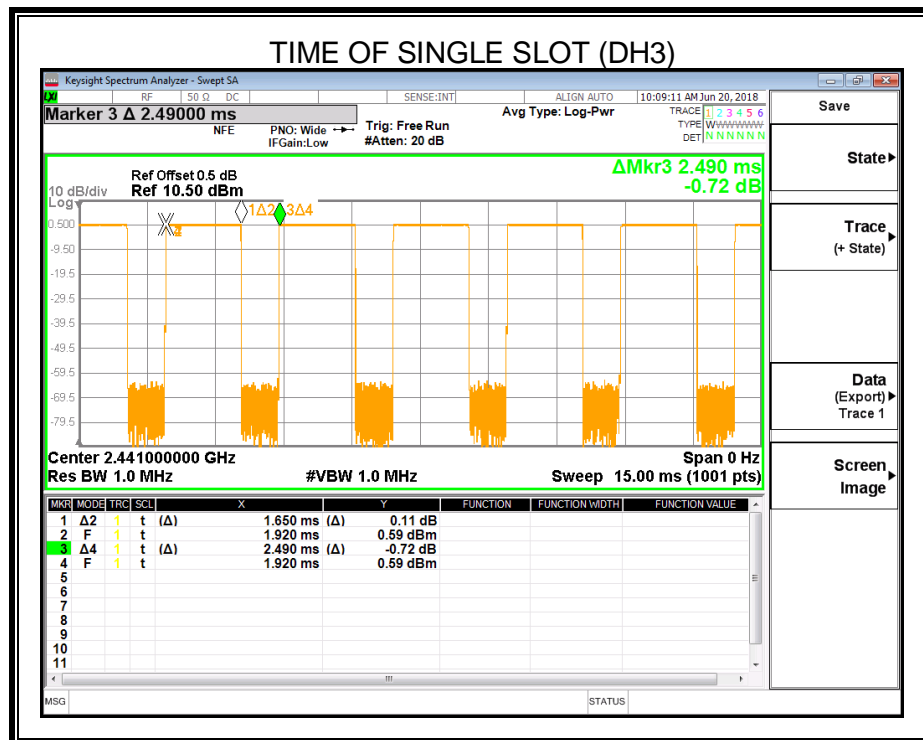 TIME OF SINGLE SLOT (DH3)
Keysight Spectrum Analyzer - Swept SA
LXI RF 50 Ω DC SENSE:INT ALIGN AUTO 10:09:11 AM Jun 20, 2018
Marker 3 Δ 2.49000 ms
NFE
PNO: Wide
IFGain:Low
Trig: Free Run
#Atten: 20 dB
Avg Type: Log-Pwr
TRACE 1 2 3 4 5 6
TYPE WWWWWW
DET N N N N N N
ΔMkr3 2.490 ms
-0.72 dB
Ref Offset 0.5 dB
10 dB/div Ref 10.50 dBm
Log
1Δ2 3Δ4
0.500
-9.50
-19.5
-29.5
-39.5
-49.5
-59.5
-69.5
-79.5
Center 2.441000000 GHz Span 0 Hz
Res BW 1.0 MHz #VBW 1.0 MHz Sweep 15.00 ms (1001 pts)
MKR MODE TRC SCL X Y FUNCTION FUNCTION WIDTH FUNCTION VALUE
1 Δ2 1 t (Δ) 1.650 ms (Δ) 0.11 dB
2 F 1 t 1.920 ms 0.59 dBm
3 Δ4 1 t (Δ) 2.490 ms (Δ) -0.72 dB
4 F 1 t 1.920 ms 0.59 dBm
5
6
7
8
9
10
11
MSG STATUS
Save
State
Trace
(+ State)
Data
(Export)
Trace 1
Screen
Image